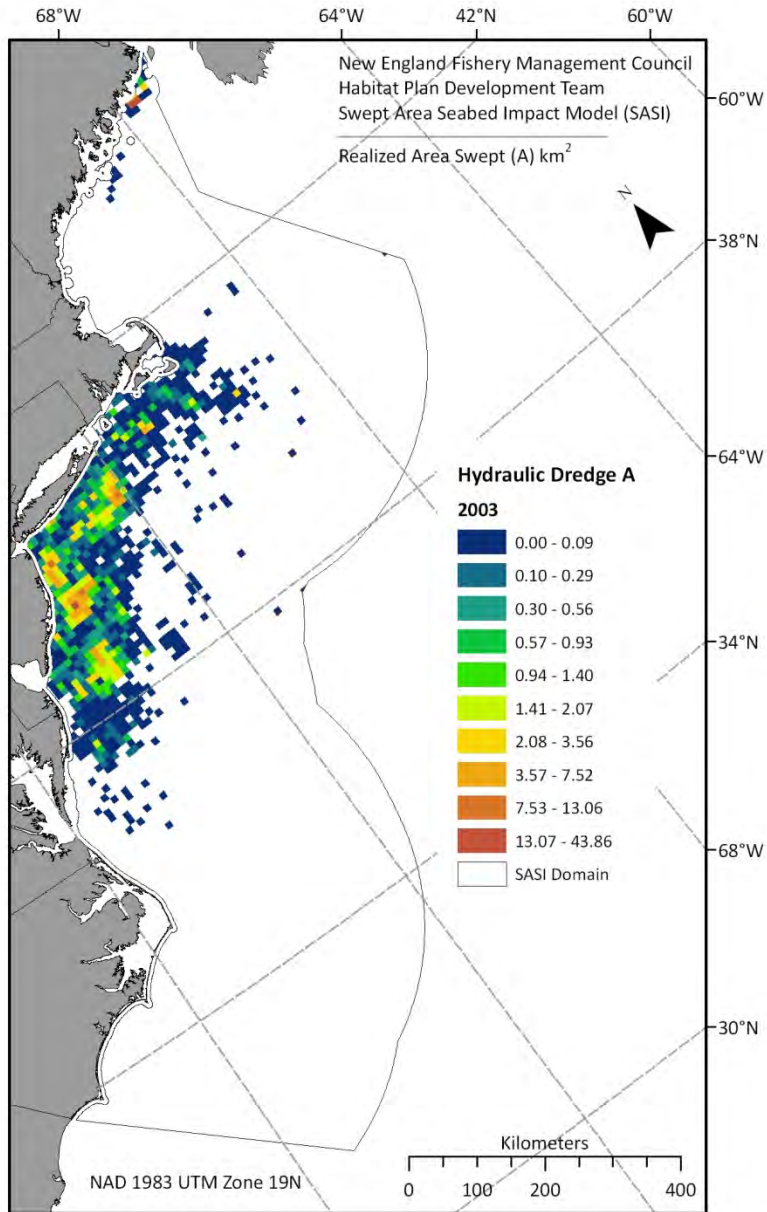 68°W 64°W 42°N 60°W
New England Fishery Management Council
Habitat Plan Development Team
Swept Area Seabed Impact Model (SASI)
Realized Area Swept (A) km²
N
60°W
38°N
64°W
34°N
68°W
30°N
Hydraulic Dredge A
2003
0.00 - 0.09
0.10 - 0.29
0.30 - 0.56
0.57 - 0.93
0.94 - 1.40
1.41 - 2.07
2.08 - 3.56
3.57 - 7.52
7.53 - 13.06
13.07 - 43.86
SASI Domain
Kilometers
0 100 200 400
NAD 1983 UTM Zone 19N